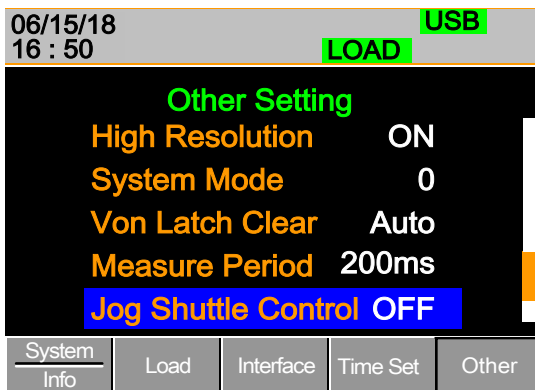 06/15/18 USB
16 : 50 LOAD
Other Setting
High Resolution ON
System Mode 0
Von Latch Clear Auto
Measure Period 200ms
Jog Shuttle Control OFF
System
Info
Load
Interface
Time Set
Other